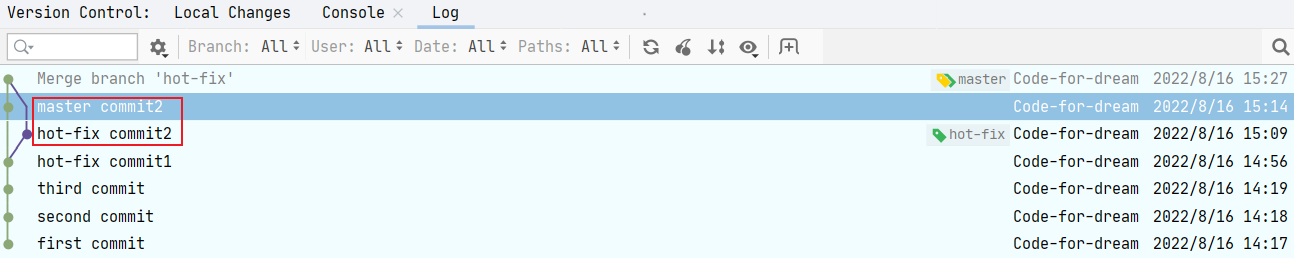 Version Control: Local Changes Console Log
Branch: All User: All Date: All Paths: All
Merge branch 'hot-fix' master Code-for-dream 2022/8/16 15:27
master commit2 Code-for-dream 2022/8/16 15:14
hot-fix commit2 hot-fix Code-for-dream 2022/8/16 15:09
hot-fix commit1 Code-for-dream 2022/8/16 14:56
third commit Code-for-dream 2022/8/16 14:19
second commit Code-for-dream 2022/8/16 14:18
first commit Code-for-dream 2022/8/16 14:17